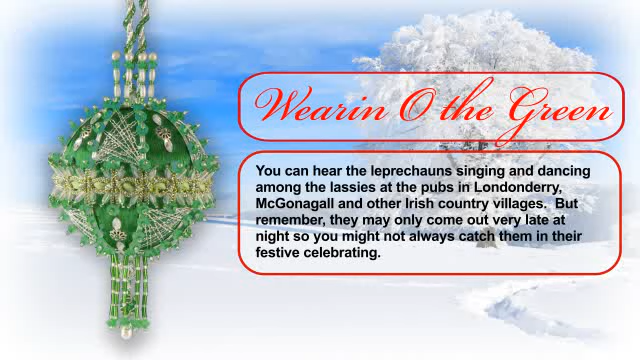 Wearin O the Green
You can hear the leprechauns singing and dancing
among the lassies at the pubs in Londonderry,
McGonagall and other Irish country villages.  But
remember, they may only come out very late at
night so you might not always catch them in their
festive celebrating.